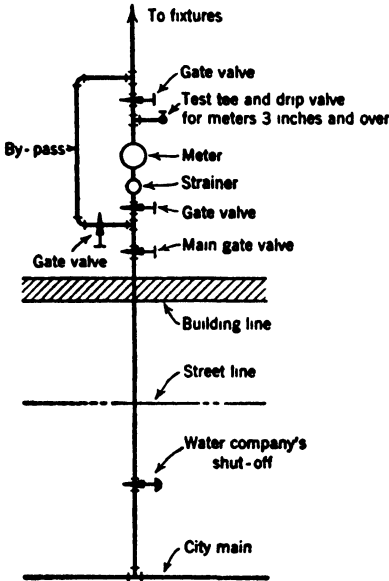 To fixtures
Gate valve
Test tee and drip valve
for meters 3 inches and over
By-pass
Meter
Strainer
Gate valve
Main gate valve
Gate valve
Building line
Street line
Water company's
shut-off
City main